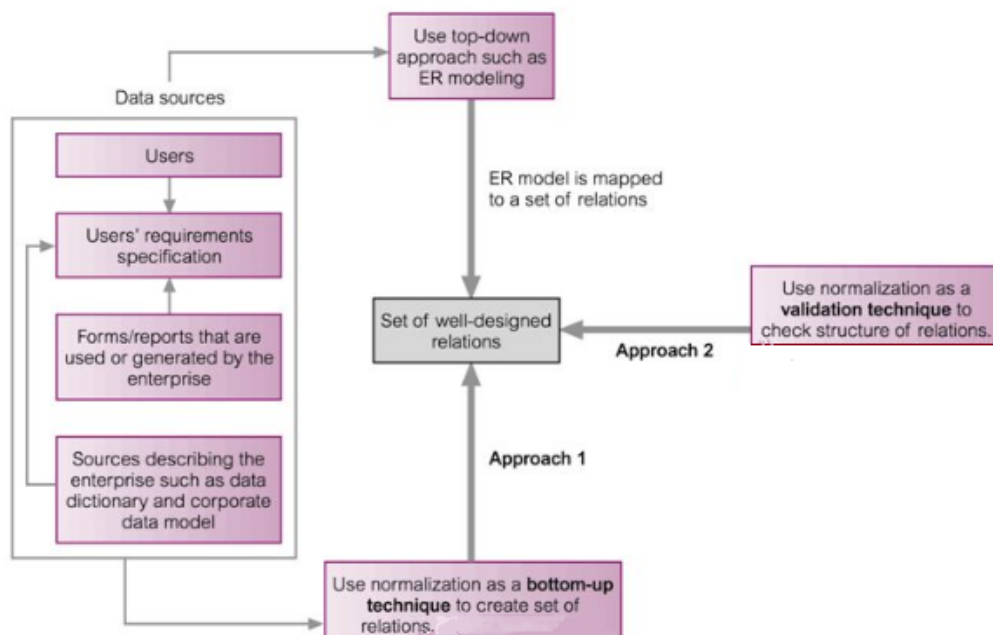 Use top-down
approach such as
ER modeling
Data sources
Users
Users' requirements
specification
Forms/reports that are
used or generated by the
enterprise
Sources describing the
enterprise such as data
dictionary and corporate
data model
ER model is mapped
to a set of relations
Set of well-designed
relations
Use normalization as a
validation technique to
check structure of relations.
Approach 2
Approach 1
Use normalization as a bottom-up
technique to create set of
relations.